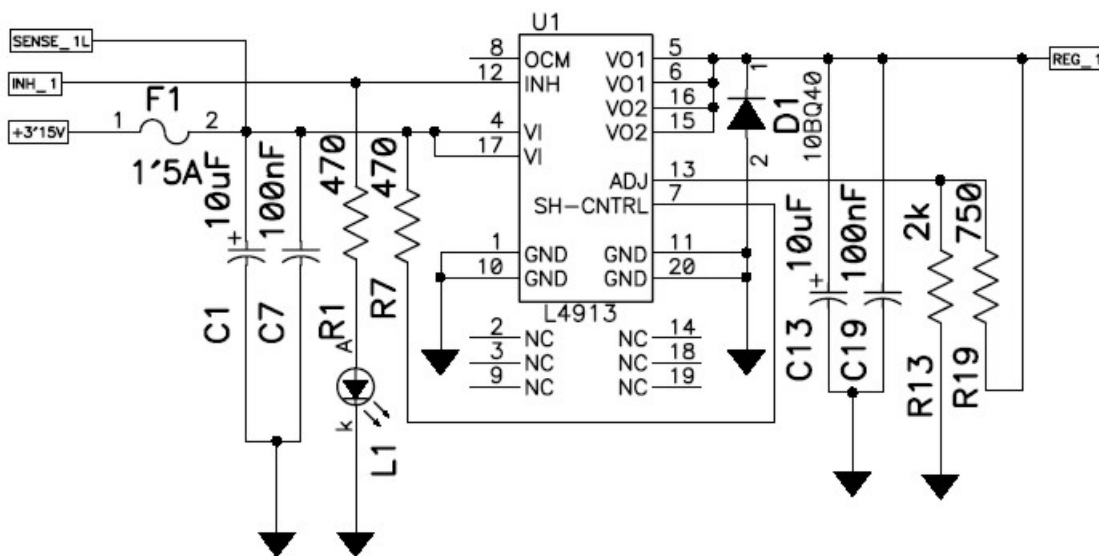 U1
SENSE_1L
8 OCM VO1 5
INH_1
12 INH VO1 6
F1
VO2 16
+3'15V 1 2
4 VI VO2 15
17 VI
1'5A
1 D1 10BQ40 2
10uF 100nF 470 470
ADJ 13
SH-CNTRL 7
10uF 100nF 2k 750
+
1 GND GND 11
10 GND GND 20
+
L4913
C1 C7 R1 R7
2 NC NC 14
3 NC NC 18
9 NC NC 19
C13 C19 R13 R19
A
k
L1
REG_1